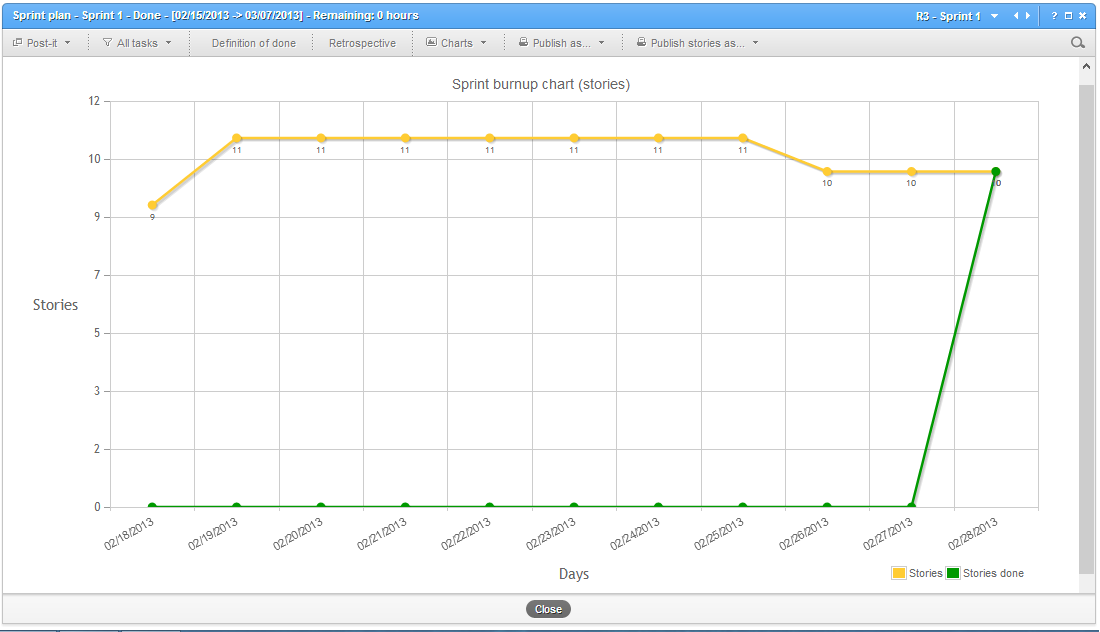 Sprint plan - Sprint 1 - Done - [02/15/2013 -> 03/07/2013] - Remaining: 0 hours R3 - Sprint 1 ?
Post-it All tasks Definition of done Retrospective Charts Publish as... Publish stories as...
Sprint burnup chart (stories)
12
11 11 11 11 11 11 11
10
10 10 0
9
9
7
Stories
5
3
2
0
02/18/2013 02/19/2013 02/20/2013 02/21/2013 02/22/2013 02/23/2013 02/24/2013 02/25/2013 02/26/2013 02/27/2013 02/28/2013
Days
Stories Stories done
Close